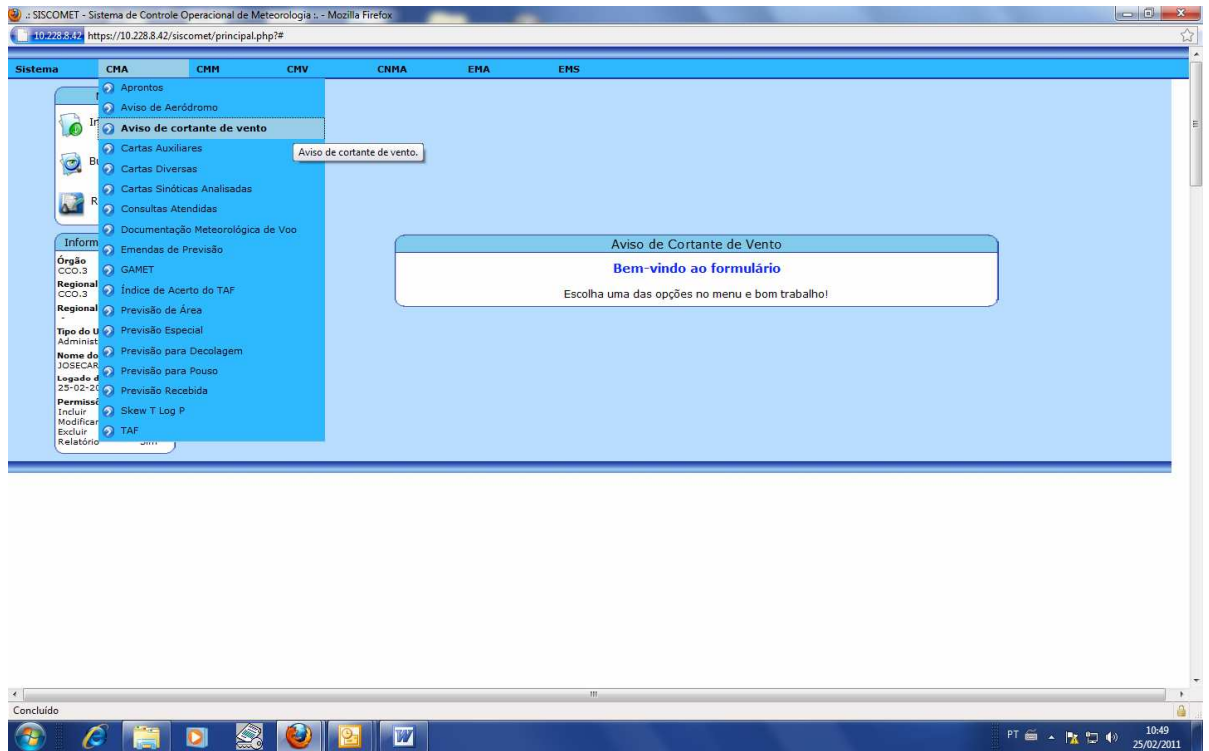 .: SISCOMET - Sistema de Controle Operacional de Meteorologia :. - Mozilla Firefox
10.228.8.42 https://10.228.8.42/siscomet/principal.php?#
Sistema CMA CMM CMV CNMA EMA EMS
Aprontos
Aviso de Aeródromo
Aviso de cortante de vento
Cartas Auxiliares
Cartas Diversas
Cartas Sinóticas Analisadas
Consultas Atendidas
Documentação Meteorológica de Voo
Emendas de Previsão
GAMET
Índice de Acerto do TAF
Previsão de Área
Previsão Especial
Previsão para Decolagem
Previsão para Pouso
Previsão Recebida
Skew T Log P
TAF
Aviso de cortante de vento.
In
Bu
R
Inform
Órgão
CCO.3
Regional
CCO.3
Regional
-
Tipo do U
Administ
Nome do
JOSECAR
Logado d
25-02-20
Permissõ
Incluir
Modificar
Excluir
Relatório Sim
Aviso de Cortante de Vento
Bem-vindo ao formulário
Escolha uma das opções no menu e bom trabalho!
Concluído
PT 10:49
25/02/2011